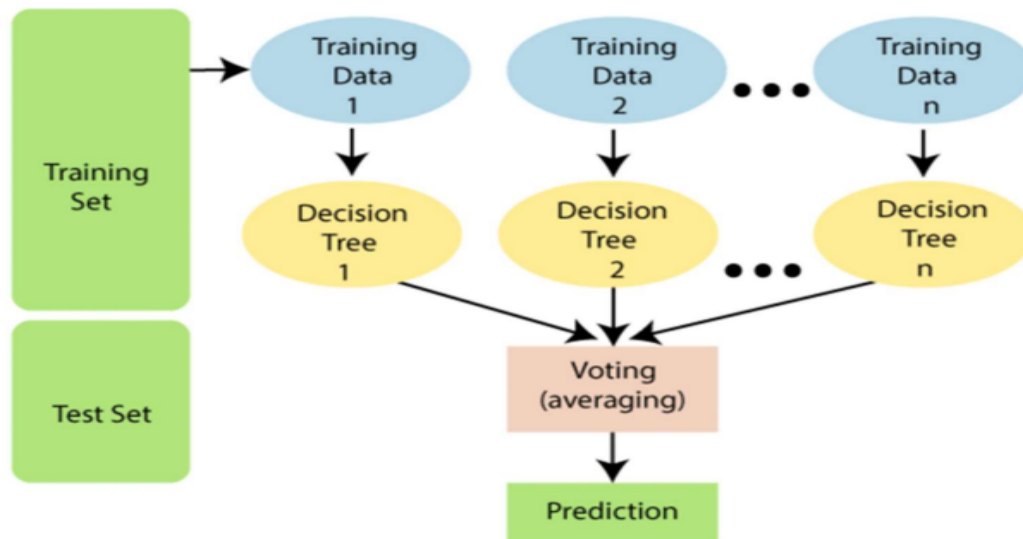 Training
Set
Test Set
Training
Data
1
Training
Data
2
Training
Data
n
Decision
Tree
1
Decision
Tree
2
Decision
Tree
n
Voting
(averaging)
Prediction